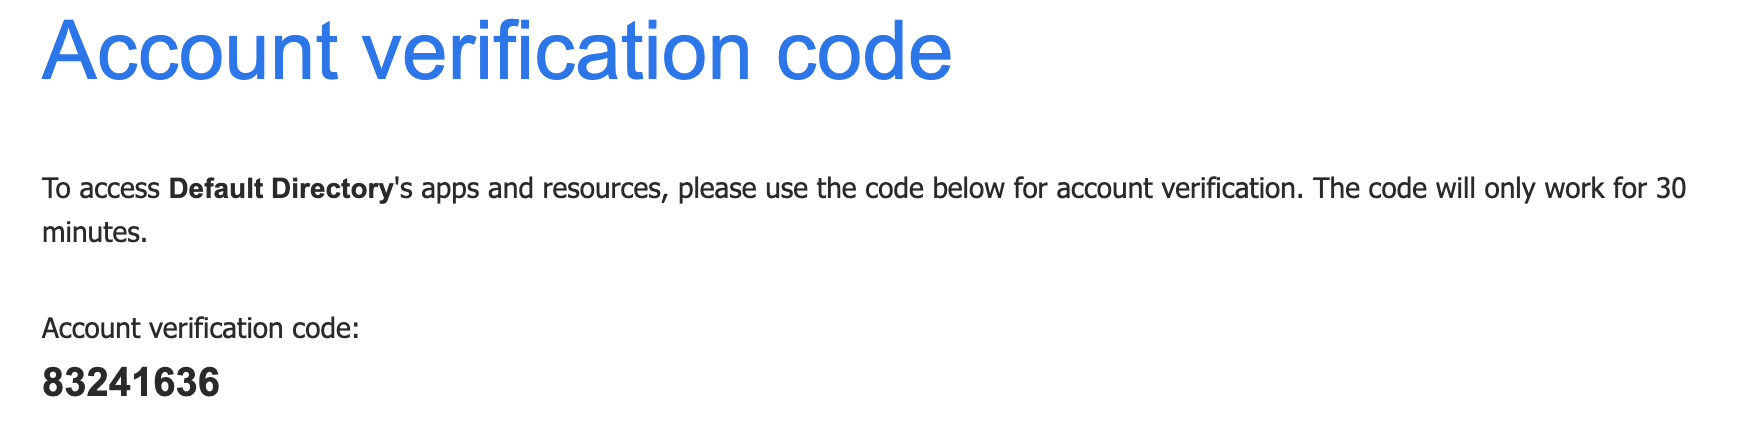 Account verification code
To access Default Directory's apps and resources, please use the code below for account verification. The code will only work for 30
minutes.
Account verification code:
83241636